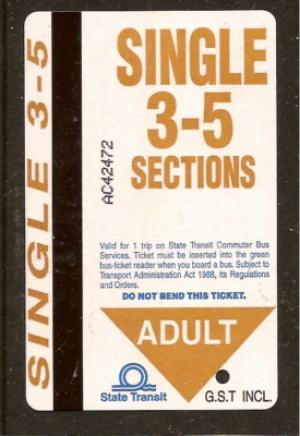 SINGLE 3-5
SINGLE
3-5
SECTIONS
AC42472
Valid for 1 trip on State Transit Commuter Bus
Services. Ticket must be inserted into the green
bus-ticket reader when you board a bus. Subject to
Transport Administration Act 1988, its Regulations
and Orders.
DO NOT BEND THIS TICKET.
ADULT
State Transit
G.S.T INCL.